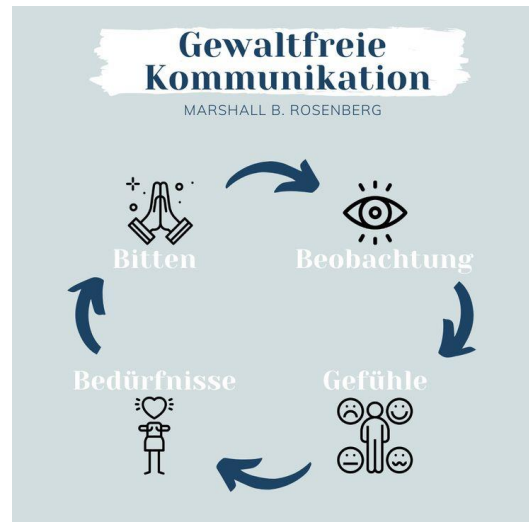 Gewaltfreie
Kommunikation
MARSHALL B. ROSENBERG
Bitten
Beobachtung
Bedürfnisse
Gefühle